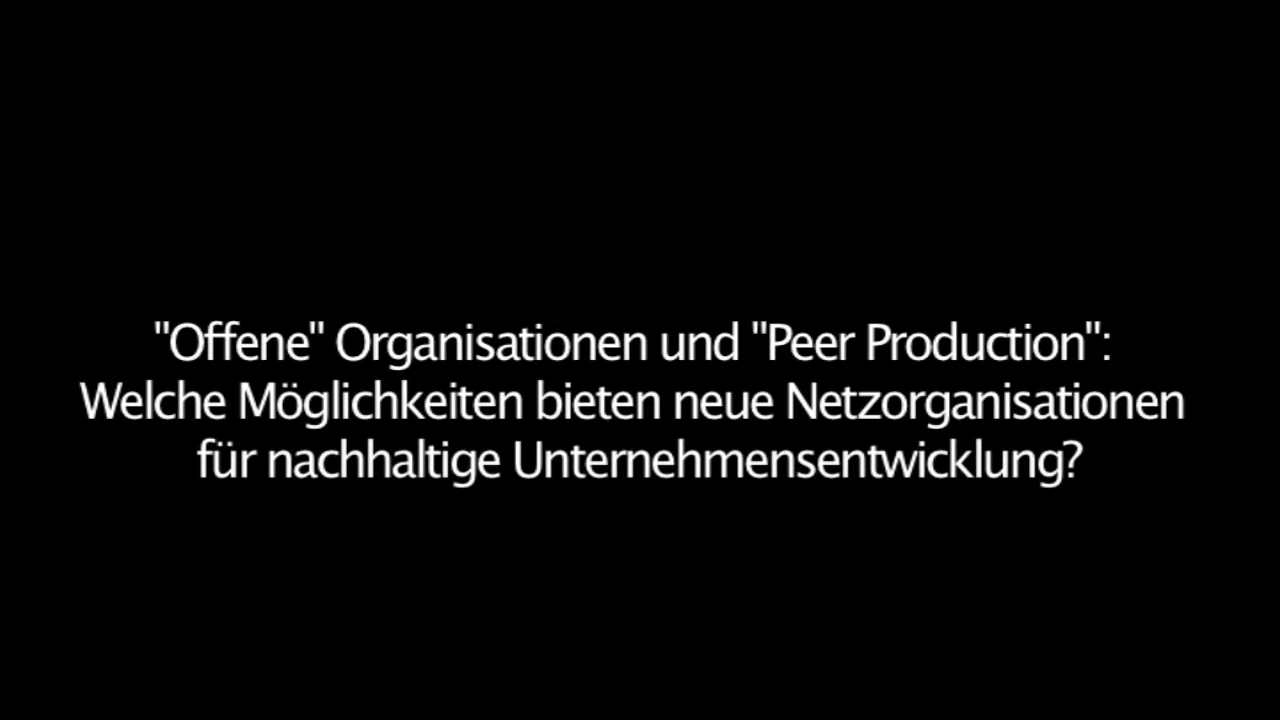 "Offene" Organisationen und "Peer Production":
Welche Möglichkeiten bieten neue Netzorganisationen
für nachhaltige Unternehmensentwicklung?